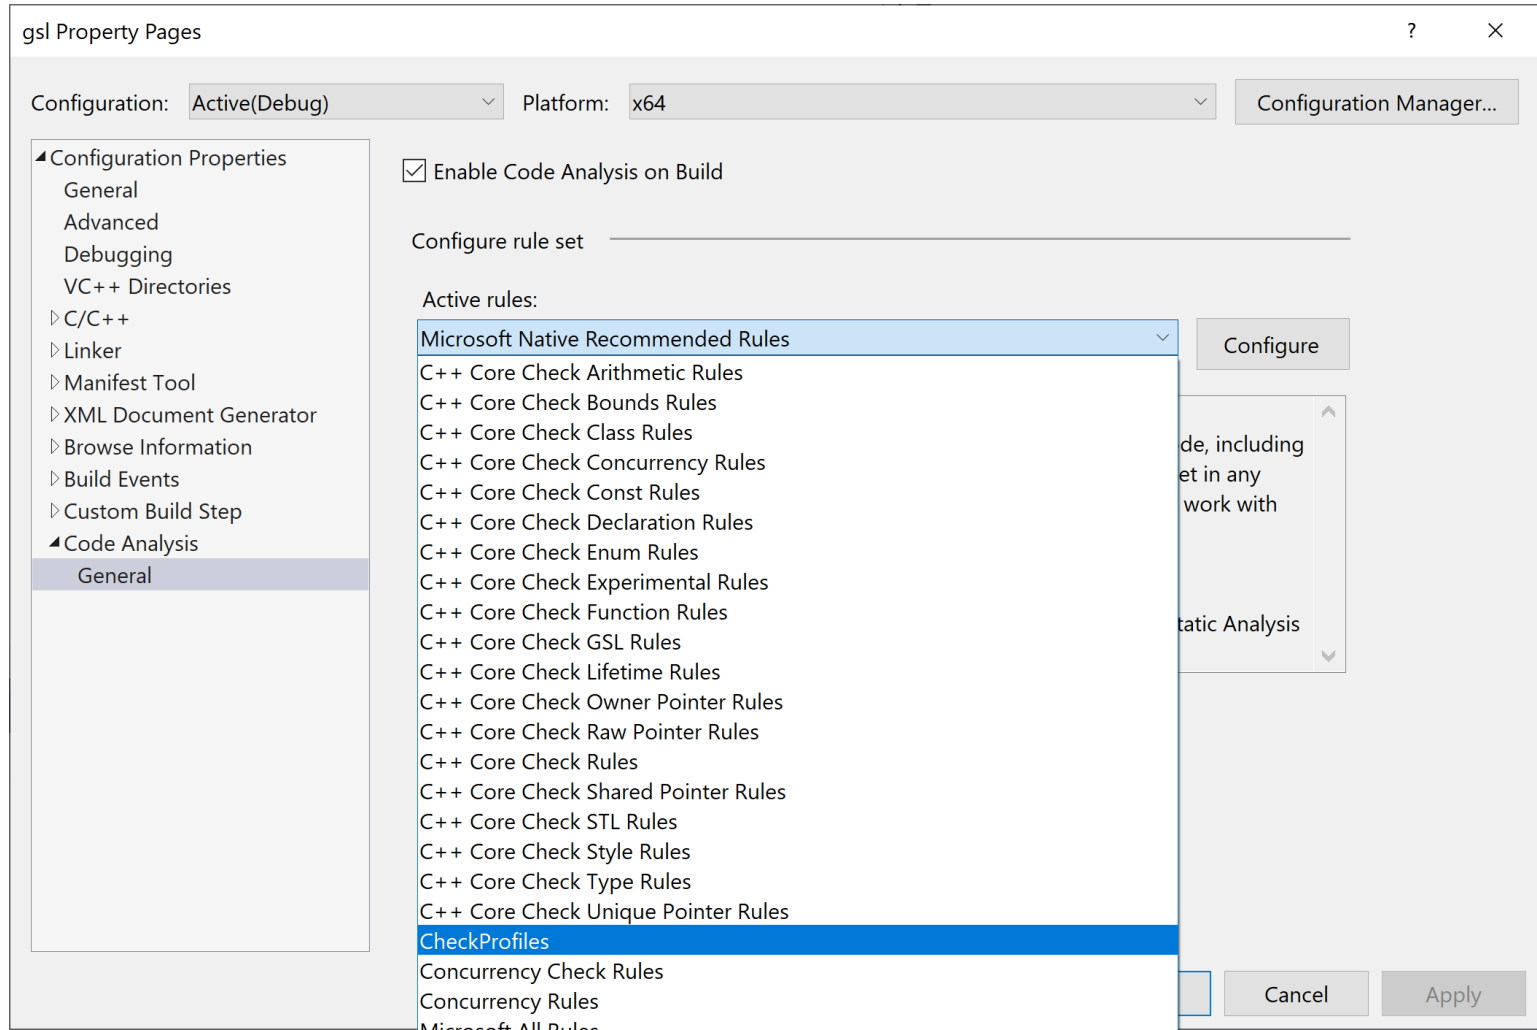 gsl Property Pages
?
Configuration:
Active(Debug)
Platform:
x64
Configuration Manager...
Configuration Properties
General
Advanced
Debugging
VC++ Directories
C/C++
Linker
Manifest Tool
XML Document Generator
Browse Information
Build Events
Custom Build Step
Code Analysis
General
Enable Code Analysis on Build
Configure rule set
Active rules:
Microsoft Native Recommended Rules
Configure
C++ Core Check Arithmetic Rules
C++ Core Check Bounds Rules
C++ Core Check Class Rules
C++ Core Check Concurrency Rules
C++ Core Check Const Rules
C++ Core Check Declaration Rules
C++ Core Check Enum Rules
C++ Core Check Experimental Rules
C++ Core Check Function Rules
C++ Core Check GSL Rules
C++ Core Check Lifetime Rules
C++ Core Check Owner Pointer Rules
C++ Core Check Raw Pointer Rules
C++ Core Check Rules
C++ Core Check Shared Pointer Rules
C++ Core Check STL Rules
C++ Core Check Style Rules
C++ Core Check Type Rules
C++ Core Check Unique Pointer Rules
CheckProfiles
Concurrency Check Rules
Concurrency Rules
Microsoft All Rules
de, including
et in any
work with
tatic Analysis
Cancel
Apply